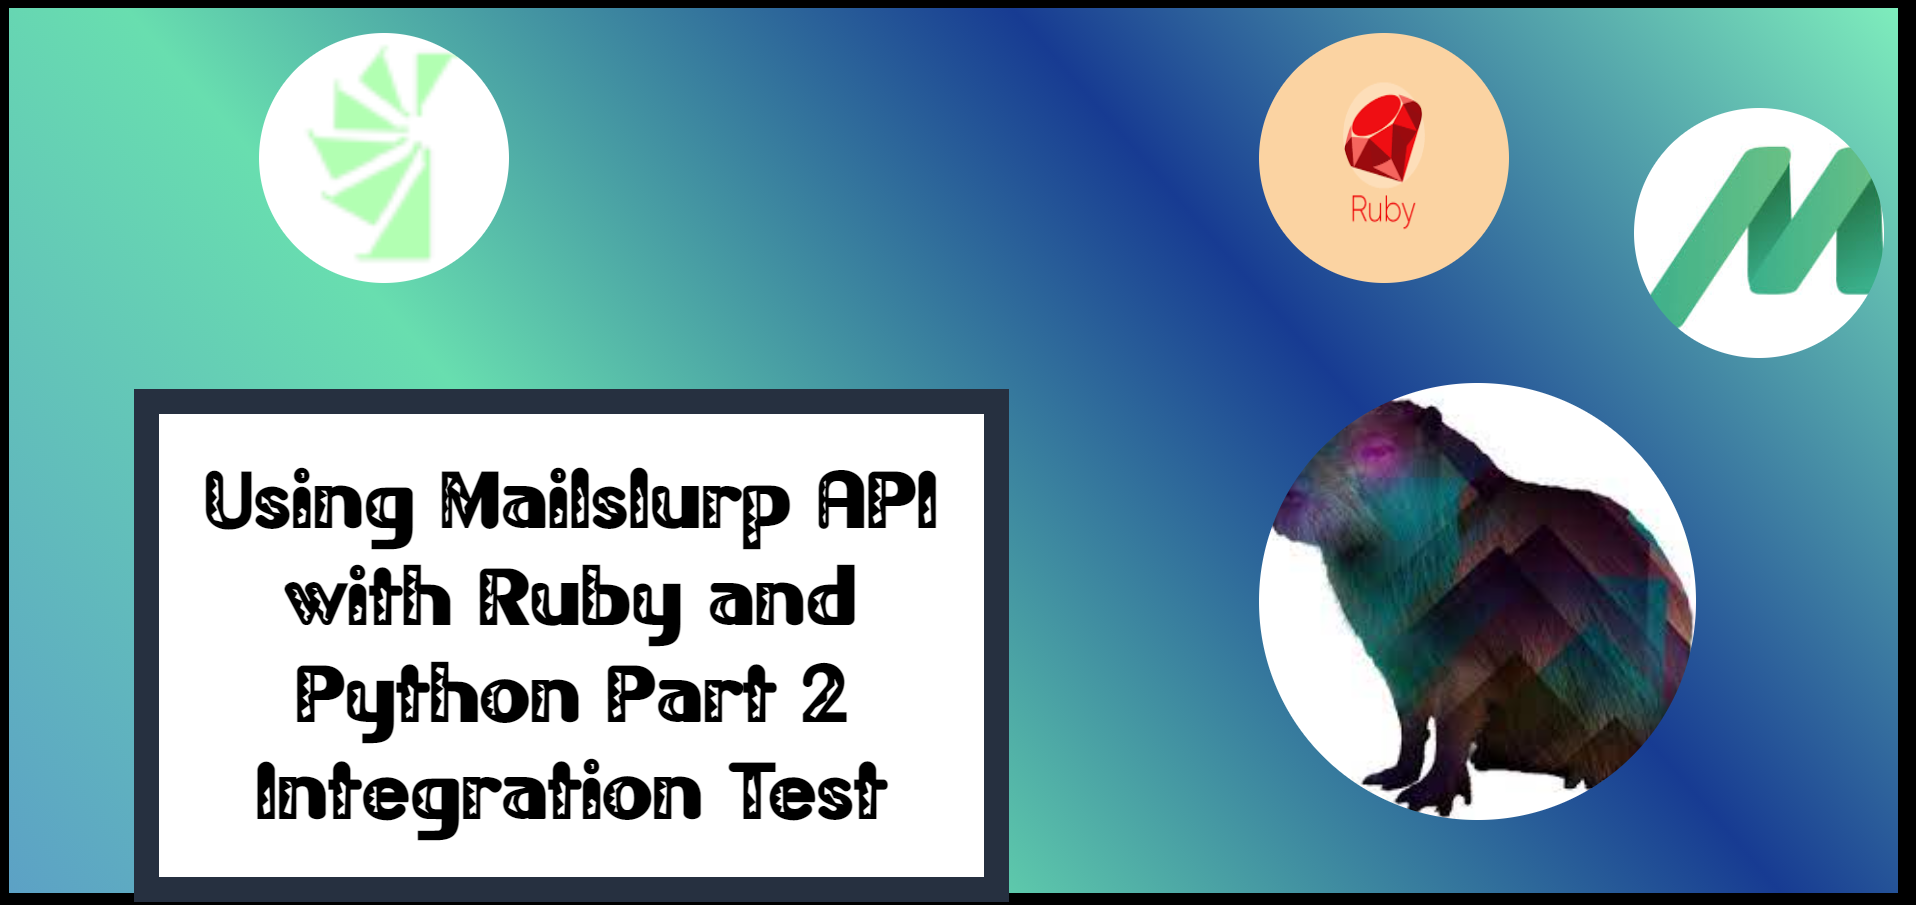 Ruby
Using Mailslurp API
with Ruby and
Python Part 2
Integration Test